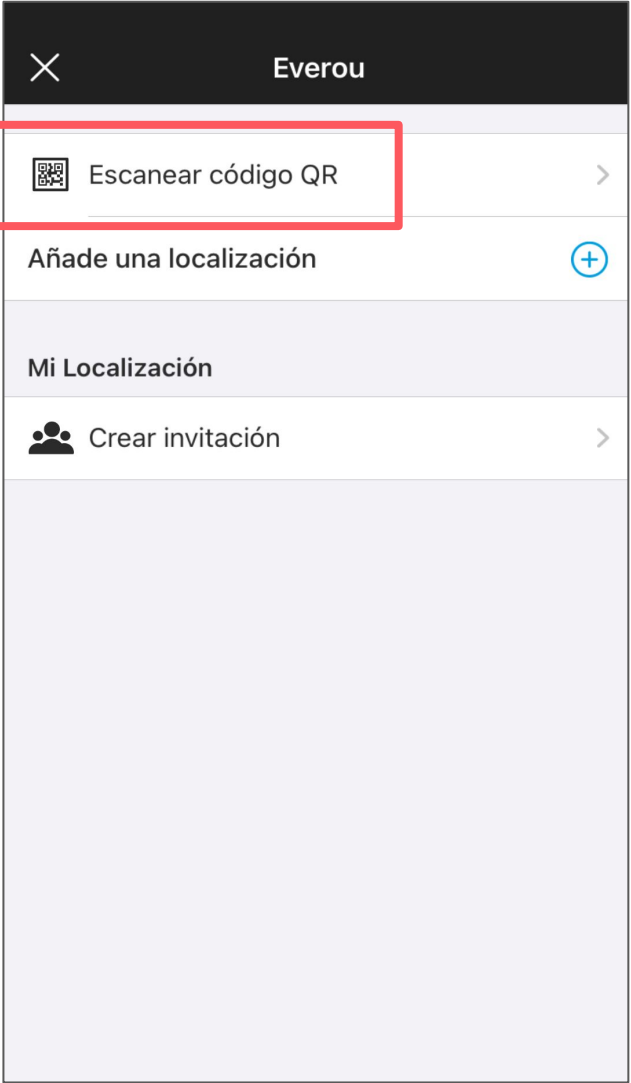 Everou
Escanear código QR
Añade una localización
Mi Localización
Crear invitación